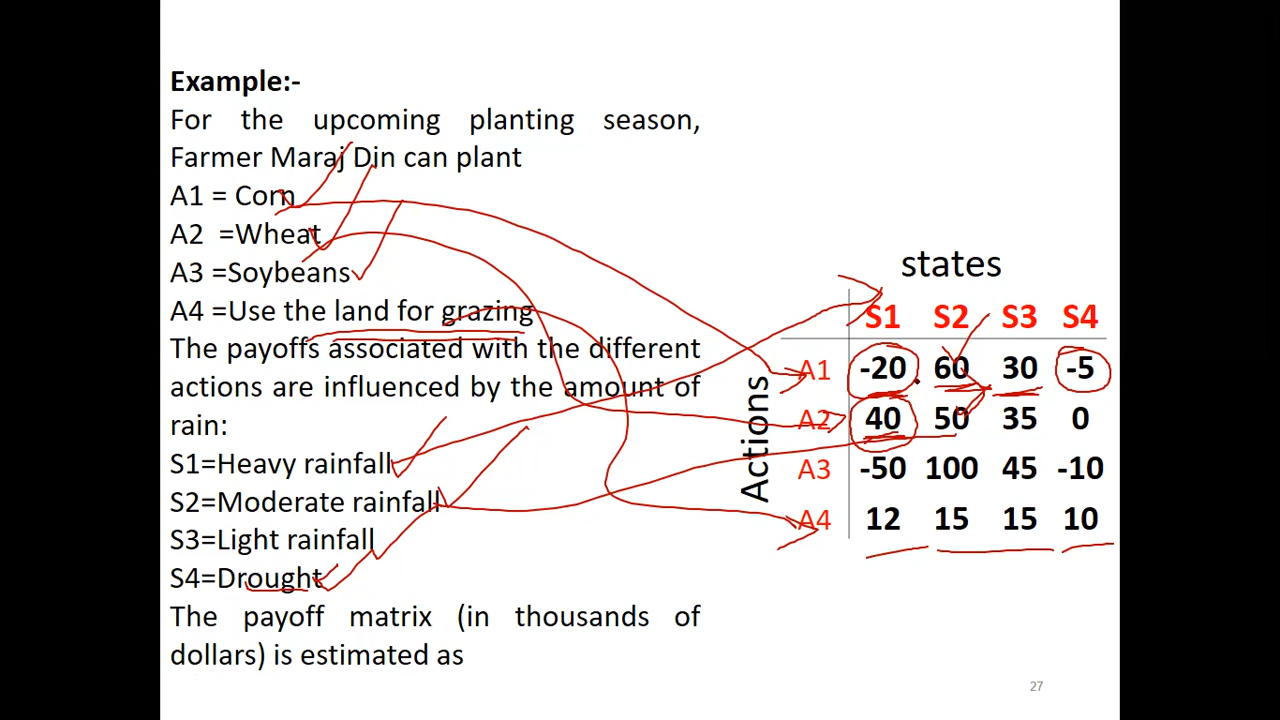 Example:-
For the upcoming planting season,
Farmer Maraj Din can plant
A1 = Corn
A2 =Wheat
A3 =Soybeans
A4 =Use the land for grazing
The payoffs associated with the different
actions are influenced by the amount of
rain:
S1=Heavy rainfall
S2=Moderate rainfall
S3=Light rainfall
S4=Drought
The payoff matrix (in thousands of
dollars) is estimated as
states
S1 S2 S3 S4
Actions
A1 -20 60 30 -5
A2 40 50 35 0
A3 -50 100 45 -10
A4 12 15 15 10
27